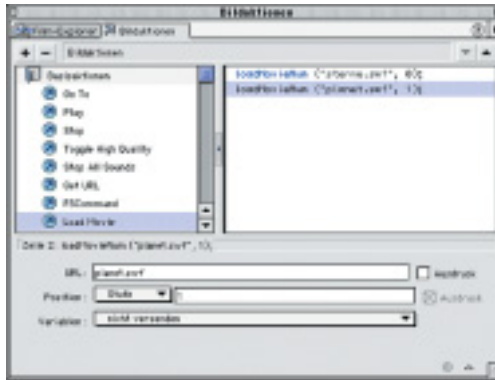 Bildaktionen
Film-Explorer Bildaktionen
+ - Bildaktionen
Basisaktionen
Go To
Play
Stop
Toggle High Quality
Stop All Sounds
Get URL
FSCommand
Load Movie
loadMovieNum ("sterne.swf", 0);
loadMovieNum ("planet.swf", 1);
Zeile 2: loadMovieNum ("planet.swf", 1);
URL: planet.swf Ausdruck
Position: Stufe 1 Ausdruck
Variablen: nicht versenden